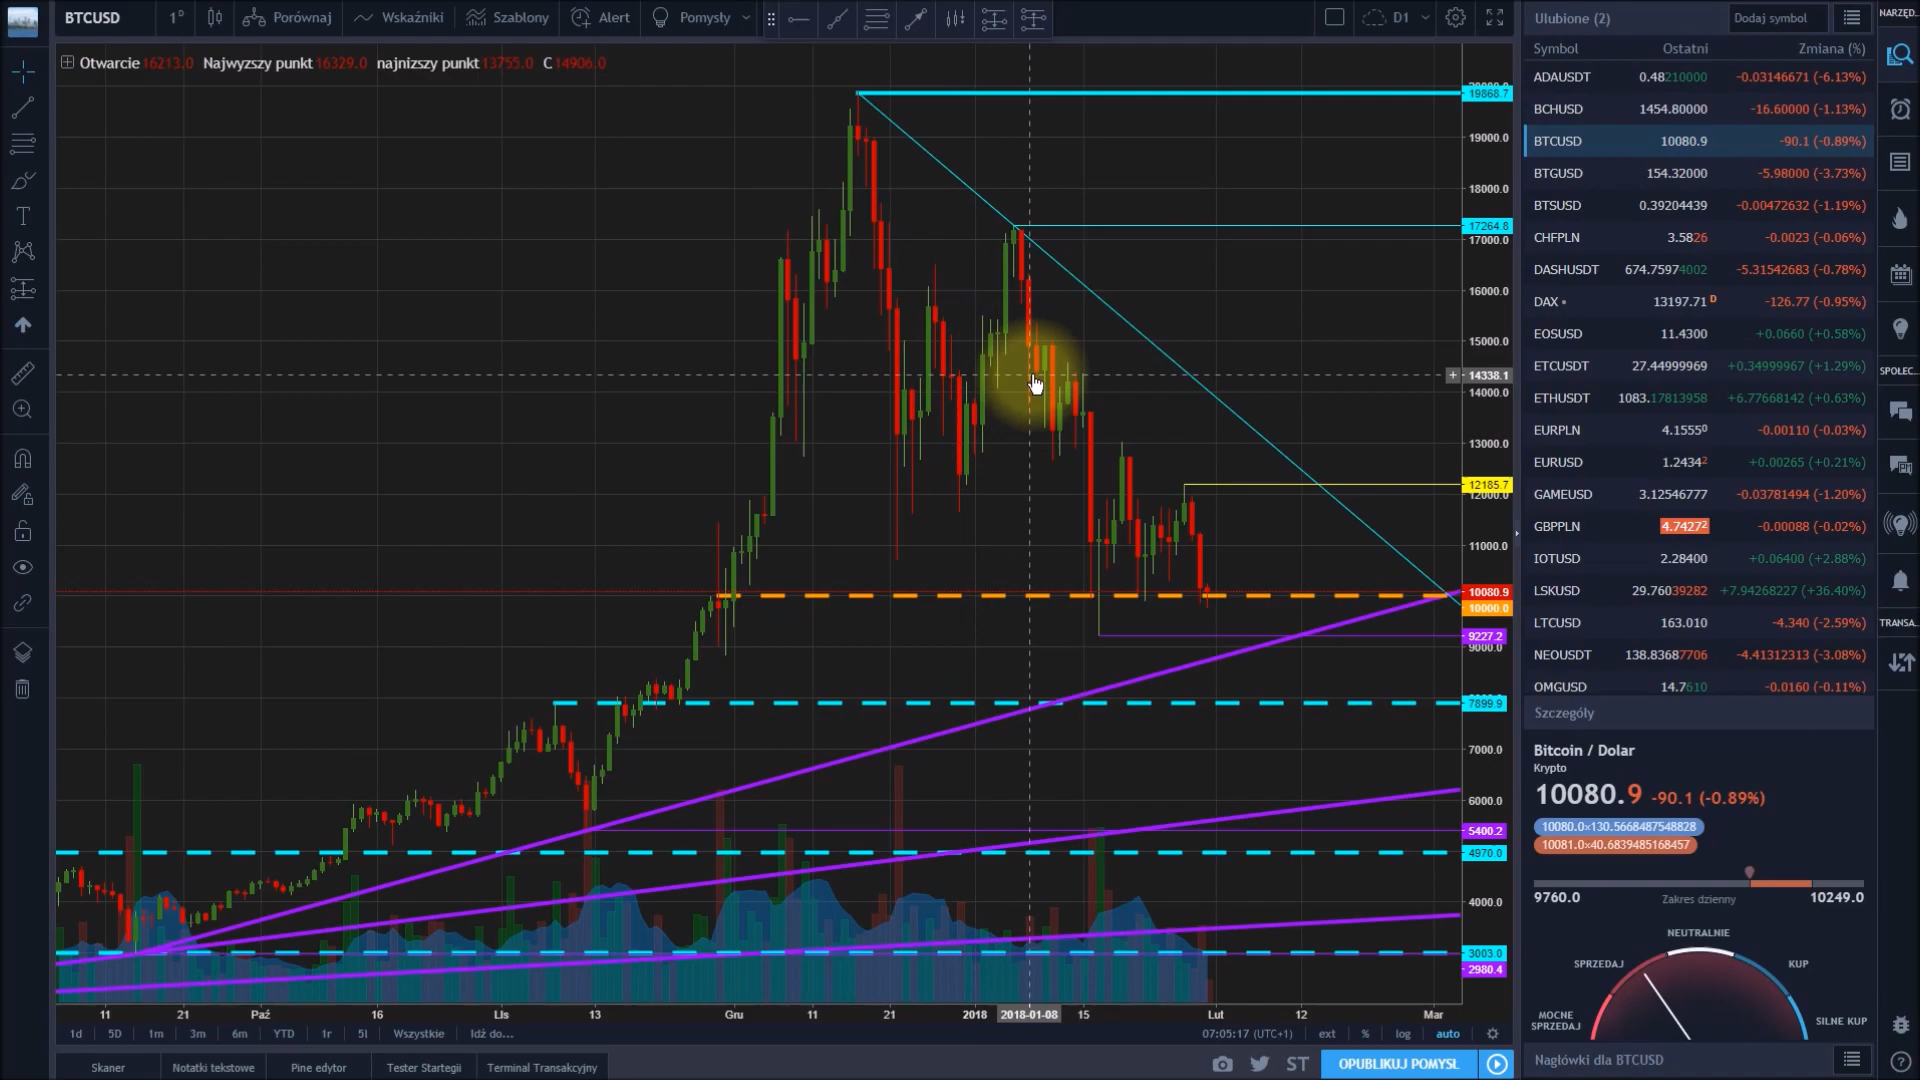 BTCUSD 1D Porównaj Wskaźniki Szablony Alert Pomysły D1
Otwarcie 16213.0 Najwyzszy punkt 16329.0 najnizszy punkt 13755.0 C 14906.0
19868.7
19000.0
18000.0
17264.8
17000.0
16000.0
15000.0
14338.1
14000.0
13000.0
12185.7
12000.0
11000.0
10080.9
10000.0
9227.2
9000.0
7899.9
7000.0
6000.0
5400.2
4970.0
4000.0
3003.0
2980.4
11 21 Paź 16 LIs 13 Gru 11 21 2018 2018-01-08 15 Lut 12 Mar
1d 5D 1m 3m 6m YTD 1r 5l Wszystkie Idź do... 07:05:17 (UTC+1) ext % log auto
Skaner Notatki tekstowe Pine edytor Tester Startegii Terminal Transakcyjny ST OPUBLIKUJ POMYSŁ
Ulubione (2) Dodaj symbol
Symbol Ostatni Zmiana (%)
ADAUSDT 0.48210000 -0.03146671 (-6.13%)
BCHUSD 1454.80000 -16.60000 (-1.13%)
BTCUSD 10080.9 -90.1 (-0.89%)
BTGUSD 154.32000 -5.98000 (-3.73%)
BTSUSD 0.39204439 -0.00472632 (-1.19%)
CHFPLN 3.5826 -0.0023 (-0.06%)
DASHUSDT 674.75974002 -5.31542683 (-0.78%)
DAX 13197.71 D -126.77 (-0.95%)
EOSUSD 11.4300 +0.0660 (+0.58%)
ETCUSDT 27.44999969 +0.34999967 (+1.29%)
ETHUSDT 1083.17813958 +6.77668142 (+0.63%)
EURPLN 4.15550 -0.00110 (-0.03%)
EURUSD 1.24342 +0.00265 (+0.21%)
GAMEUSD 3.12546777 -0.03781494 (-1.20%)
GBPPLN 4.74272 -0.00088 (-0.02%)
IOTUSD 2.28400 +0.06400 (+2.88%)
LSKUSD 29.76039282 +7.94268227 (+36.40%)
LTCUSD 163.010 -4.340 (-2.59%)
NEOUSDT 138.83687706 -4.41312313 (-3.08%)
OMGUSD 14.7610 -0.0160 (-0.11%)
Szczegóły
Bitcoin / Dolar
Krypto
10080.9 -90.1 (-0.89%)
10080.0×130.5668487548828
10081.0×40.6839485168457
9760.0 Zakres dzienny 10249.0
NEUTRALNIE
SPRZEDAJ KUP
MOCNE SPRZEDAJ SILNE KUP
Nagłówki dla BTCUSD
NARZĘD.
SPOŁEC.
TRANSA.